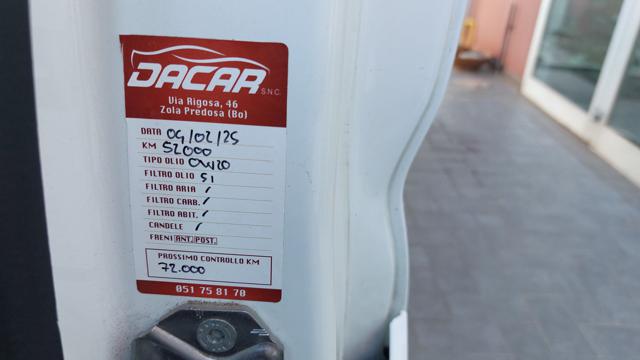 DACAR S.N.C.
Via Rigosa, 46
Zola Predosa (Bo)
DATA 04/02/25
KM 52000
TIPO OLIO 0W20
FILTRO OLIO SI
FILTRO ARIA /
FILTRO CARB. /
FILTRO ABIT. /
CANDELE /
FRENI ANT. POST.
PROSSIMO CONTROLLO KM
72.000
051 75 81 70